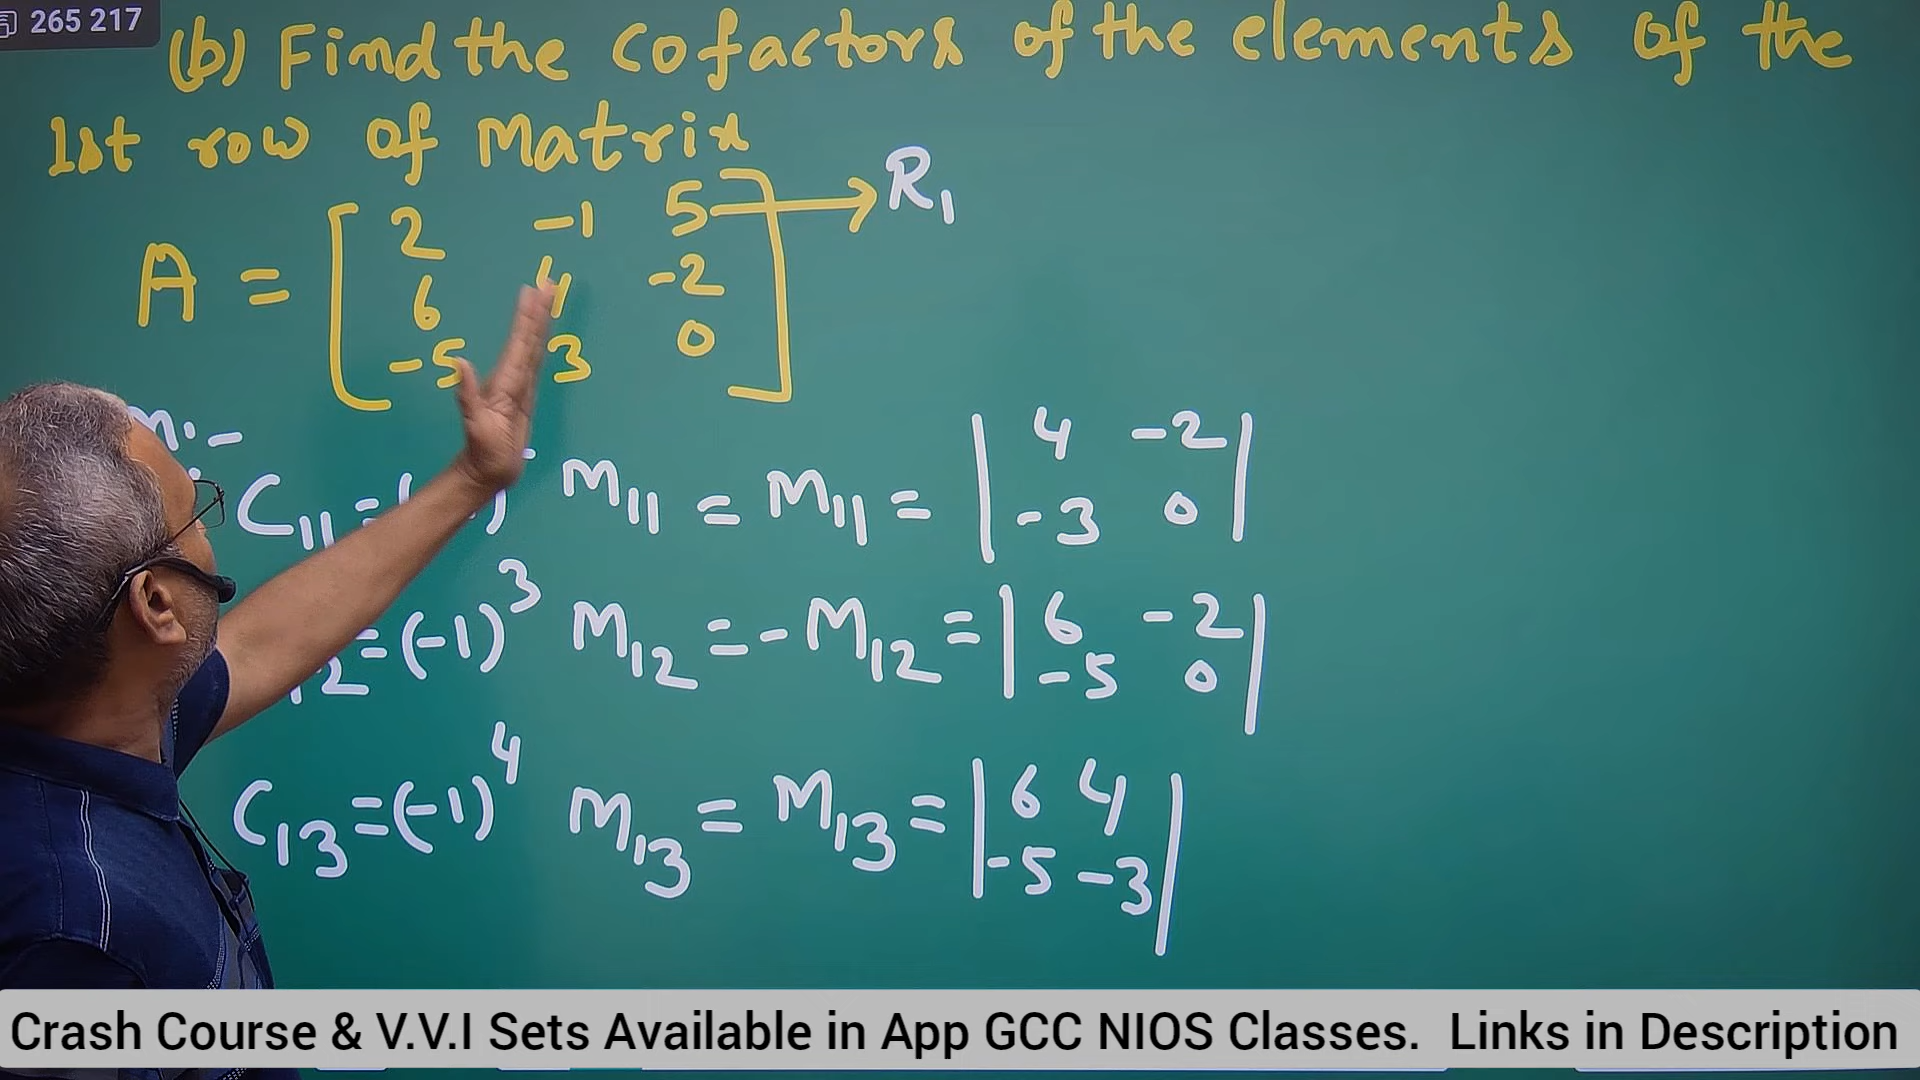 265 217
(b) Find the cofactors of the elements of the
1st row of Matrix
A = [ 2 -1 5 → R₁
6 4 -2
-5 3 0 ]
C₁₁ = M₁₁ = M₁₁ = | 4 -2
-3 0 |
₁₂ = (-1)³ M₁₂ = -M₁₂ = | 6 -2
-5 0 |
C₁₃ = (-1)⁴ M₁₃ = M₁₃ = | 6 4
-5 -3 |
Crash Course & V.V.I Sets Available in App GCC NIOS Classes. Links in Description